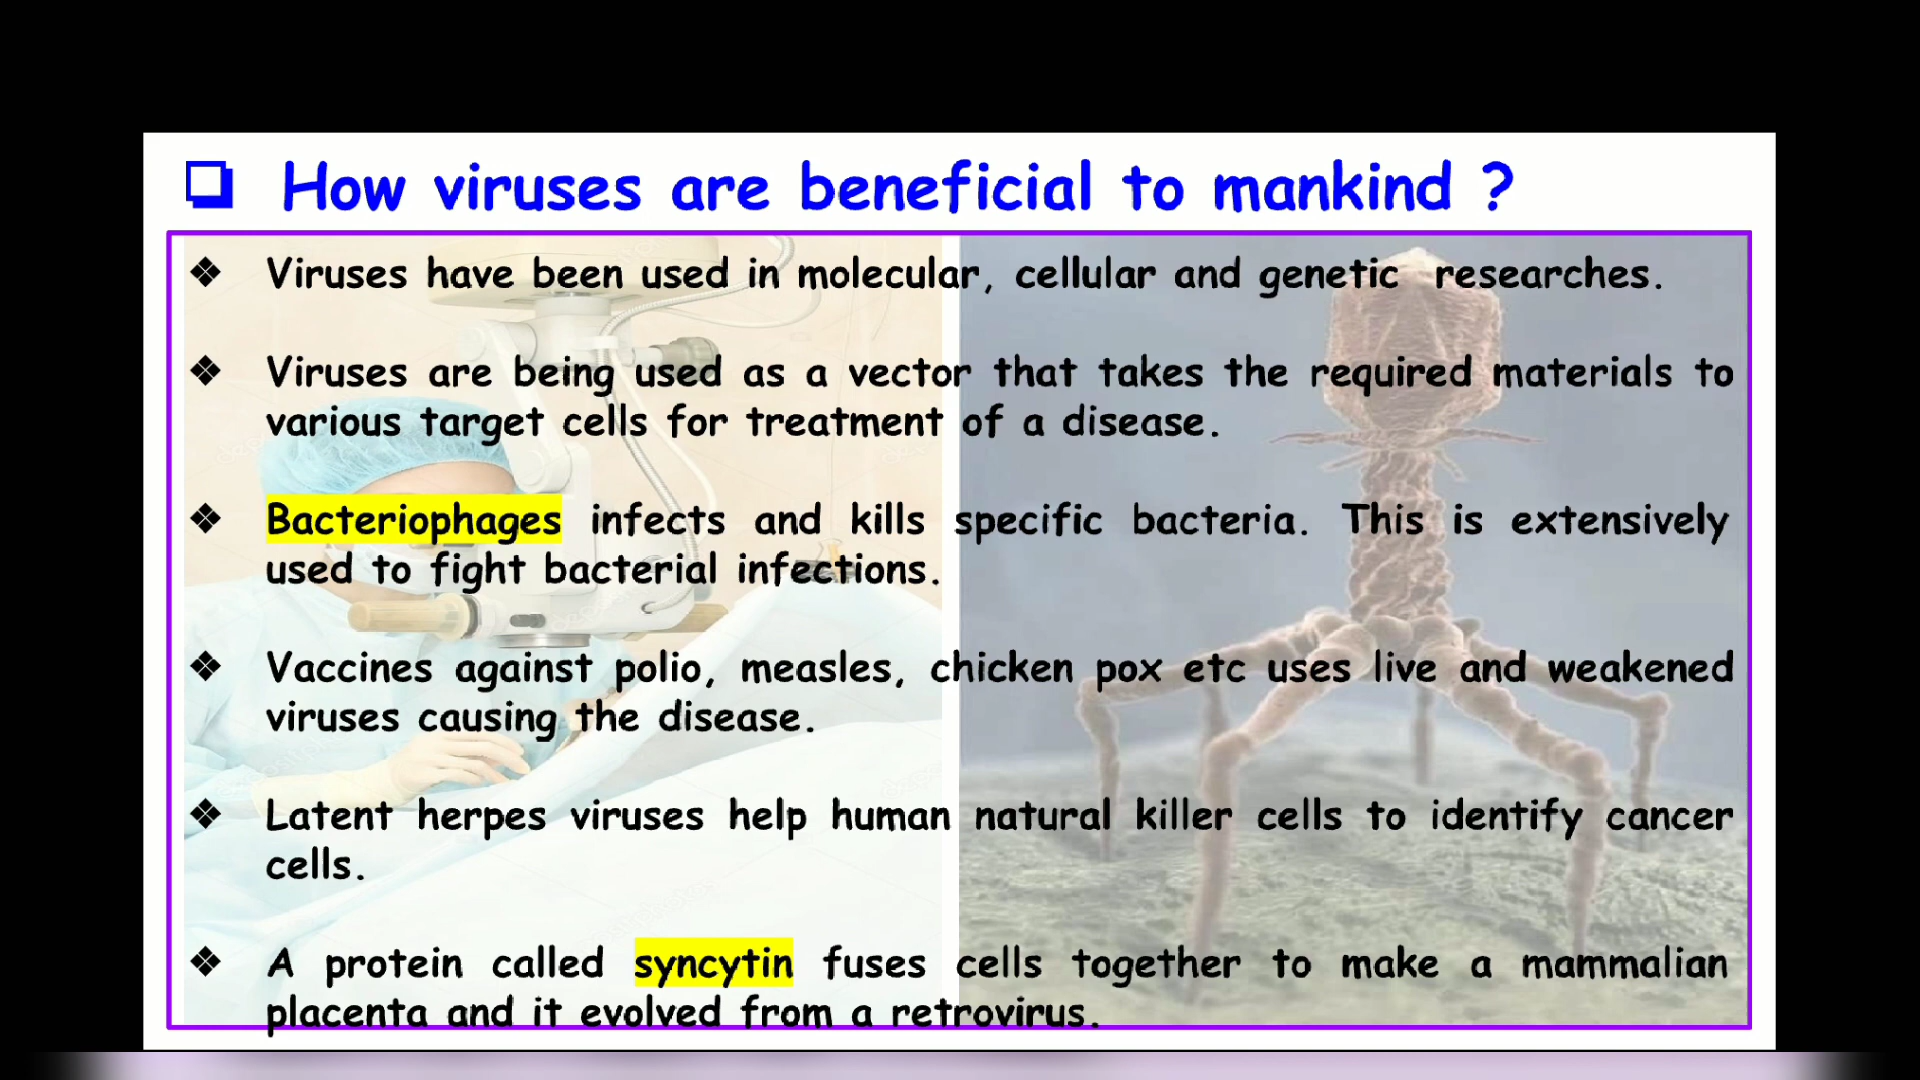 ❑ How viruses are beneficial to mankind ?
❖ Viruses have been used in molecular, cellular and genetic researches.
❖ Viruses are being used as a vector that takes the required materials to
various target cells for treatment of a disease.
❖ Bacteriophages infects and kills specific bacteria. This is extensively
used to fight bacterial infections.
❖ Vaccines against polio, measles, chicken pox etc uses live and weakened
viruses causing the disease.
❖ Latent herpes viruses help human natural killer cells to identify cancer
cells.
❖ A protein called syncytin fuses cells together to make a mammalian
placenta and it evolved from a retrovirus.